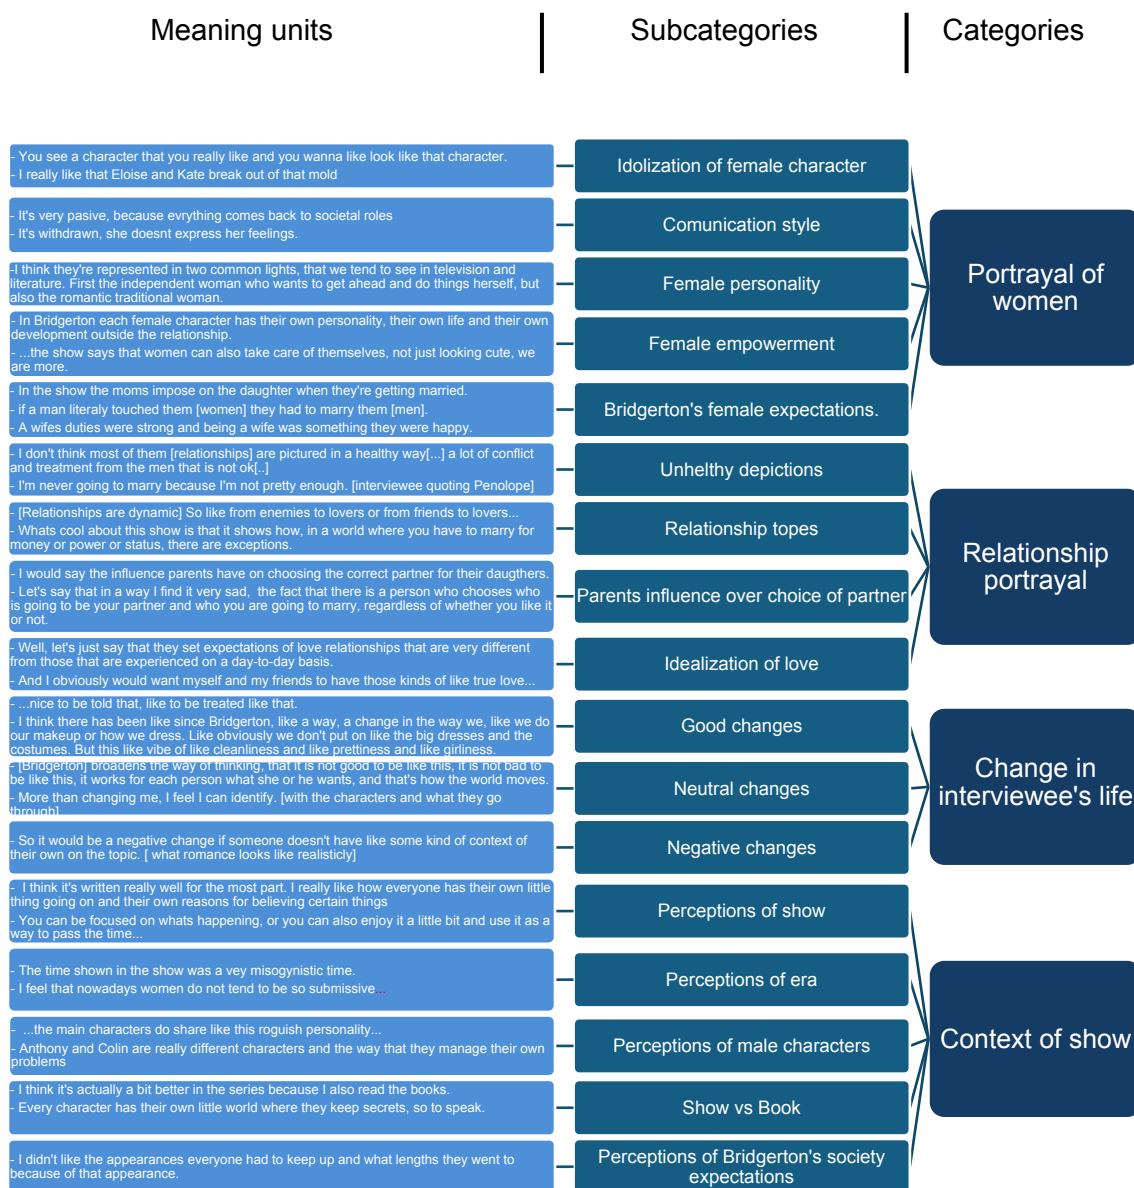 Meaning units
Subcategories
Categories
- You see a character that you really like and you wanna like look like that character.
- I really like that Eloise and Kate break out of that mold
Idolization of female character
- It's very pasive, because evrything comes back to societal roles
- It's withdrawn, she doesnt express her feelings.
Comunication style
-I think they're represented in two common lights, that we tend to see in television and
literature. First the independent woman who wants to get ahead and do things herself, but
also the romantic traditional woman.
Female personality
- In Bridgerton each female character has their own personality, their own life and their own
development outside the relationship.
- ...the show says that women can also take care of themselves, not just looking cute, we
are more.
Female empowerment
- In the show the moms impose on the daughter when they're getting married.
- if a man literaly touched them [women] they had to marry them [men].
- A wifes duties were strong and being a wife was something they were happy.
Bridgerton's female expectations.
Portrayal of
women
- I don't think most of them [relationships] are pictured in a healthy way[...] a lot of conflict
and treatment from the men that is not ok[..]
- I'm never going to marry because I'm not pretty enough. [interviewee quoting Penolope]
Unhelthy depictions
- [Relationships are dynamic] So like from enemies to lovers or from friends to lovers...
- Whats cool about this show is that it shows how, in a world where you have to marry for
money or power or status, there are exceptions.
Relationship topes
- I would say the influence parents have on choosing the correct partner for their daugthers.
- Let's say that in a way I find it very sad, the fact that there is a person who chooses who
is going to be your partner and who you are going to marry, regardless of whether you like it
or not.
Parents influence over choice of partner
- Well, let's just say that they set expectations of love relationships that are very different
from those that are experienced on a day-to-day basis.
- And I obviously would want myself and my friends to have those kinds of like true love...
Idealization of love
Relationship
portrayal
- ...nice to be told that, like to be treated like that.
- I think there has been like since Bridgerton, like a way, a change in the way we, like we do
our makeup or how we dress. Like obviously we don't put on like the big dresses and the
costumes. But this like vibe of like cleanliness and like prettiness and like girliness.
Good changes
- [Bridgerton] broadens the way of thinking, that it is not good to be like this, it is not bad to
be like this, it works for each person what she or he wants, and that's how the world moves.
- More than changing me, I feel I can identify. [with the characters and what they go
through]
Neutral changes
- So it would be a negative change if someone doesn't have like some kind of context of
their own on the topic. [ what romance looks like realisticly]
Negative changes
Change in
interviewee's life
- I think it's written really well for the most part. I really like how everyone has their own little
thing going on and their own reasons for believing certain things
- You can be focused on whats happening, or you can also enjoy it a little bit and use it as a
way to pass the time...
Perceptions of show
- The time shown in the show was a vey misogynistic time.
- I feel that nowadays women do not tend to be so submissive...
Perceptions of era
- ...the main characters do share like this roguish personality...
- Anthony and Colin are really different characters and the way that they manage their own
problems
Perceptions of male characters
- I think it's actually a bit better in the series because I also read the books.
- Every character has their own little world where they keep secrets, so to speak.
Show vs Book
- I didn't like the appearances everyone had to keep up and what lengths they went to
because of that appearance.
Perceptions of Bridgerton's society
expectations
Context of show